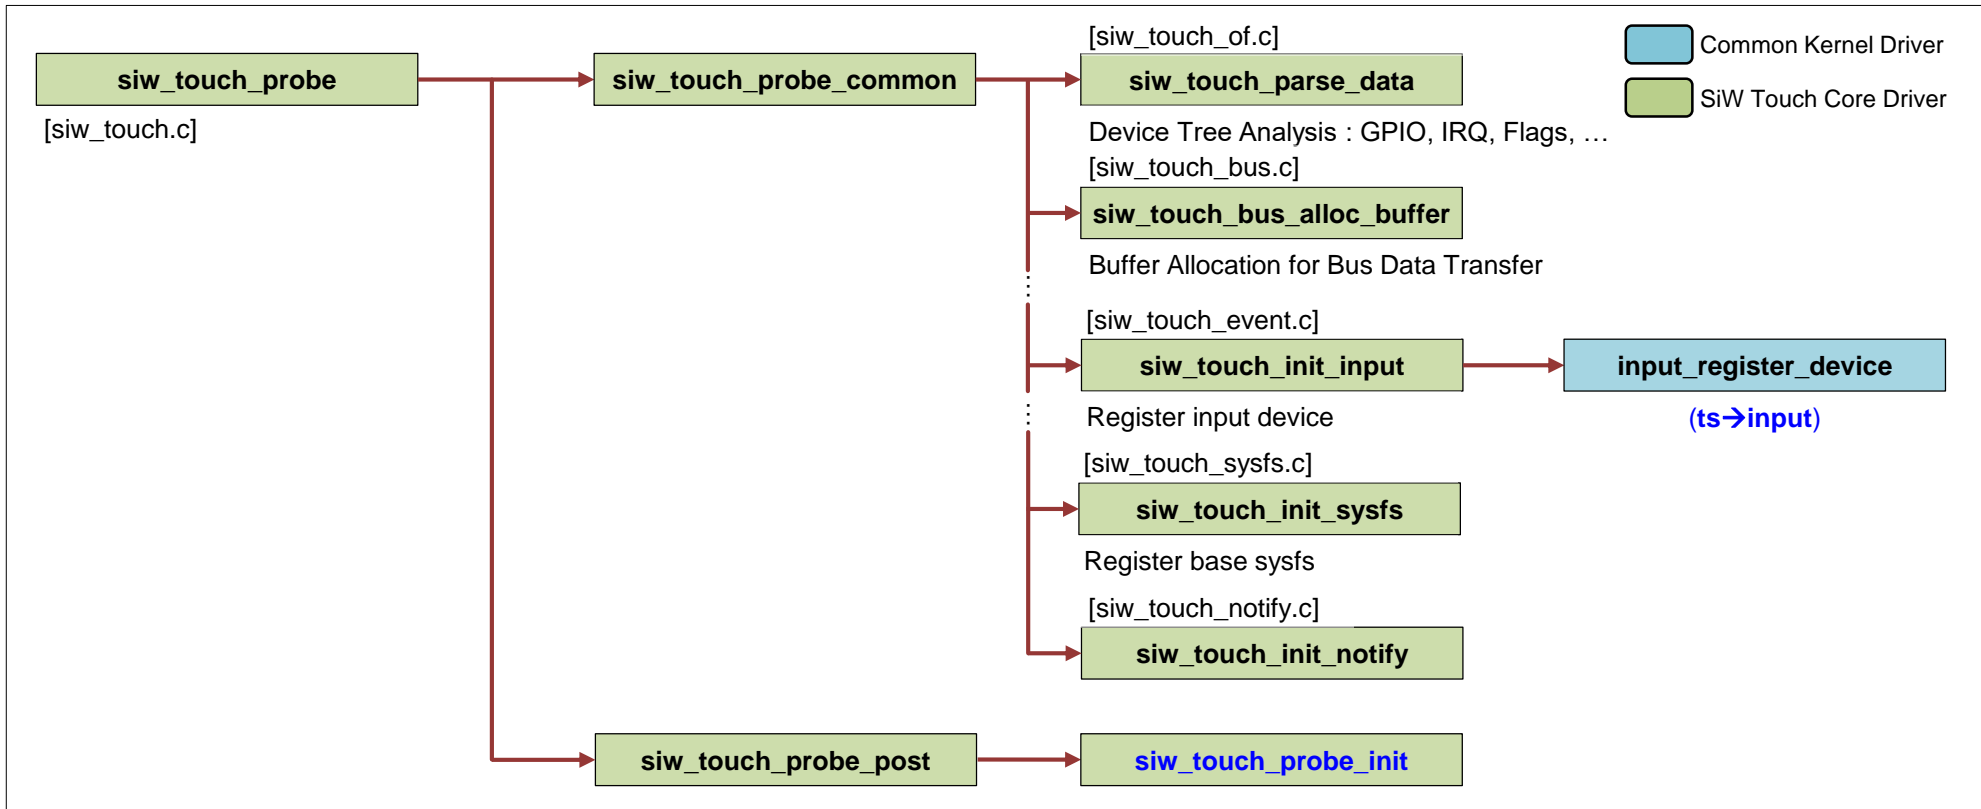 siw_touch_probe
[siw_touch.c]
siw_touch_probe_common
[siw_touch_of.c]
siw_touch_parse_data
Device Tree Analysis : GPIO, IRQ, Flags, …
[siw_touch_bus.c]
siw_touch_bus_alloc_buffer
Buffer Allocation for Bus Data Transfer
[siw_touch_event.c]
siw_touch_init_input
Register input device
input_register_device
(ts→input)
[siw_touch_sysfs.c]
siw_touch_init_sysfs
Register base sysfs
[siw_touch_notify.c]
siw_touch_init_notify
siw_touch_probe_post
siw_touch_probe_init
Common Kernel Driver
SiW Touch Core Driver